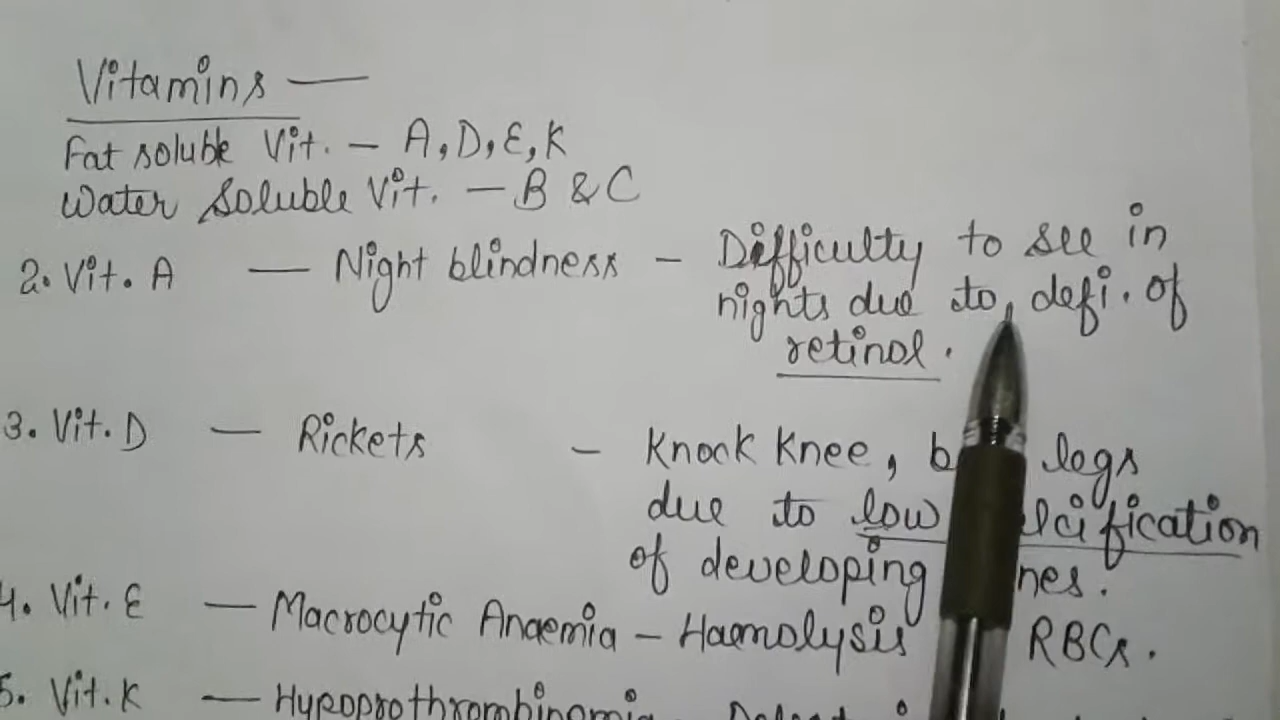 Vitamins —
Fat soluble Vit. — A, D, E, K
Water Soluble Vit. — B & C
2. Vit. A — Night blindness — Difficulty to see in
nights due to, defi. of
retinol.
3. Vit. D — Rickets — Knock Knee, legs
due to low
of developing
4. Vit. E — Macrocytic Anaemia — Haemolysis RBCs.
5. Vit. K — Hypoprothrombinemia